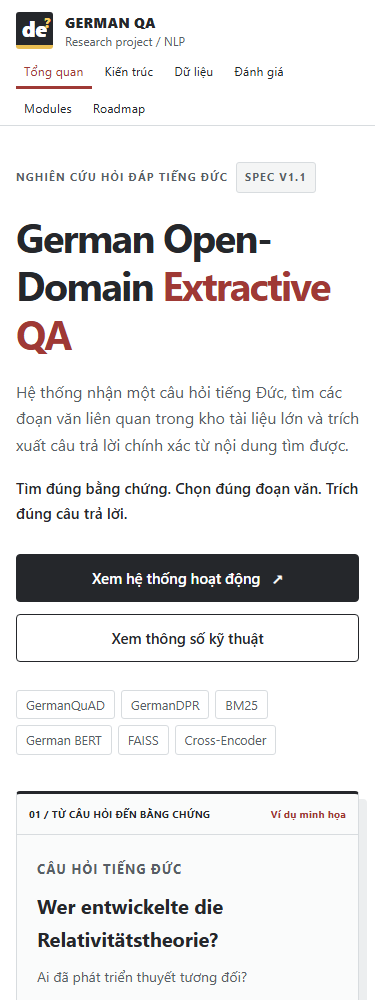 de?
GERMAN QA
Research project / NLP
Tổng quan Kiến trúc Dữ liệu Đánh giá
Modules Roadmap
NGHIÊN CỨU HỎI ĐÁP TIẾNG ĐỨC SPEC V1.1
German Open-
Domain Extractive
QA
Hệ thống nhận một câu hỏi tiếng Đức, tìm các
đoạn văn liên quan trong kho tài liệu lớn và trích
xuất câu trả lời chính xác từ nội dung tìm được.
Tìm đúng bằng chứng. Chọn đúng đoạn văn. Trích
đúng câu trả lời.
Xem hệ thống hoạt động ↗
Xem thông số kỹ thuật
GermanQuAD GermanDPR BM25
German BERT FAISS Cross-Encoder
01 / TỪ CÂU HỎI ĐẾN BẰNG CHỨNG Ví dụ minh họa
CÂU HỎI TIẾNG ĐỨC
Wer entwickelte die
Relativitätstheorie?
Ai đã phát triển thuyết tương đối?